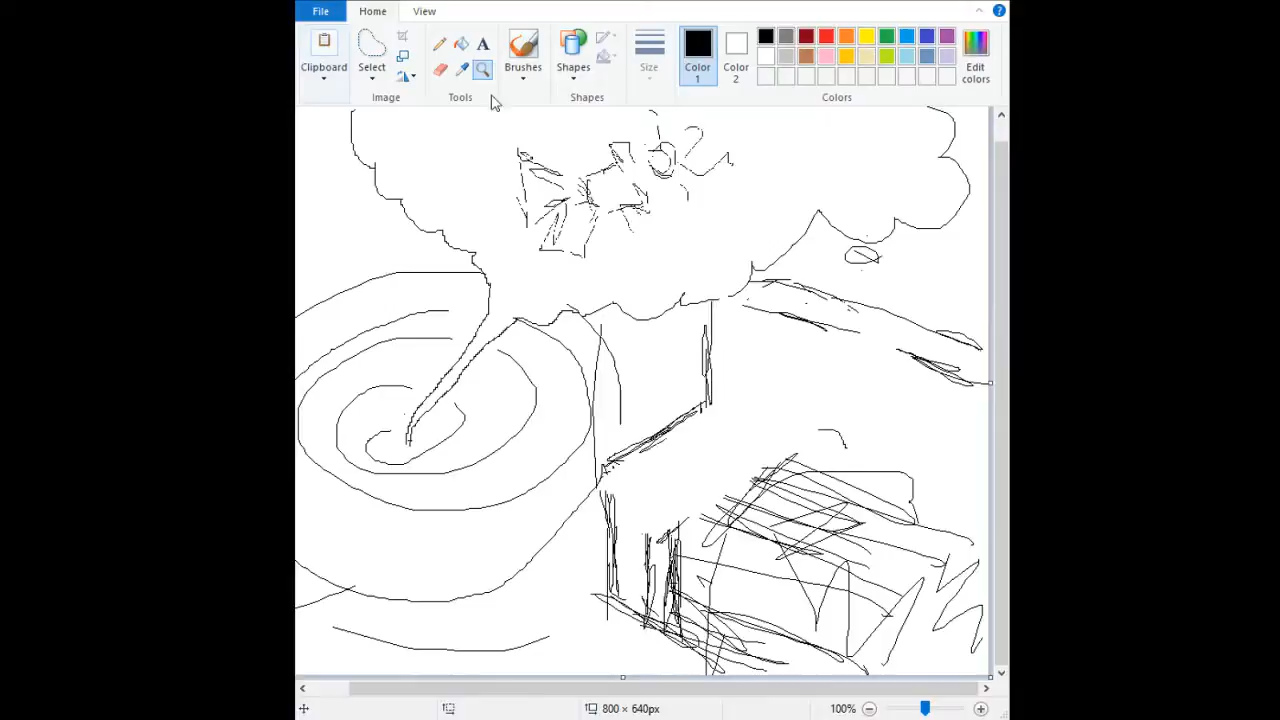 File Home View
Clipboard
Select
Image
A
Tools
Brushes
Shapes
Shapes
Size
Color 1
Color 2
Edit colors
Colors
800 × 640px
100%